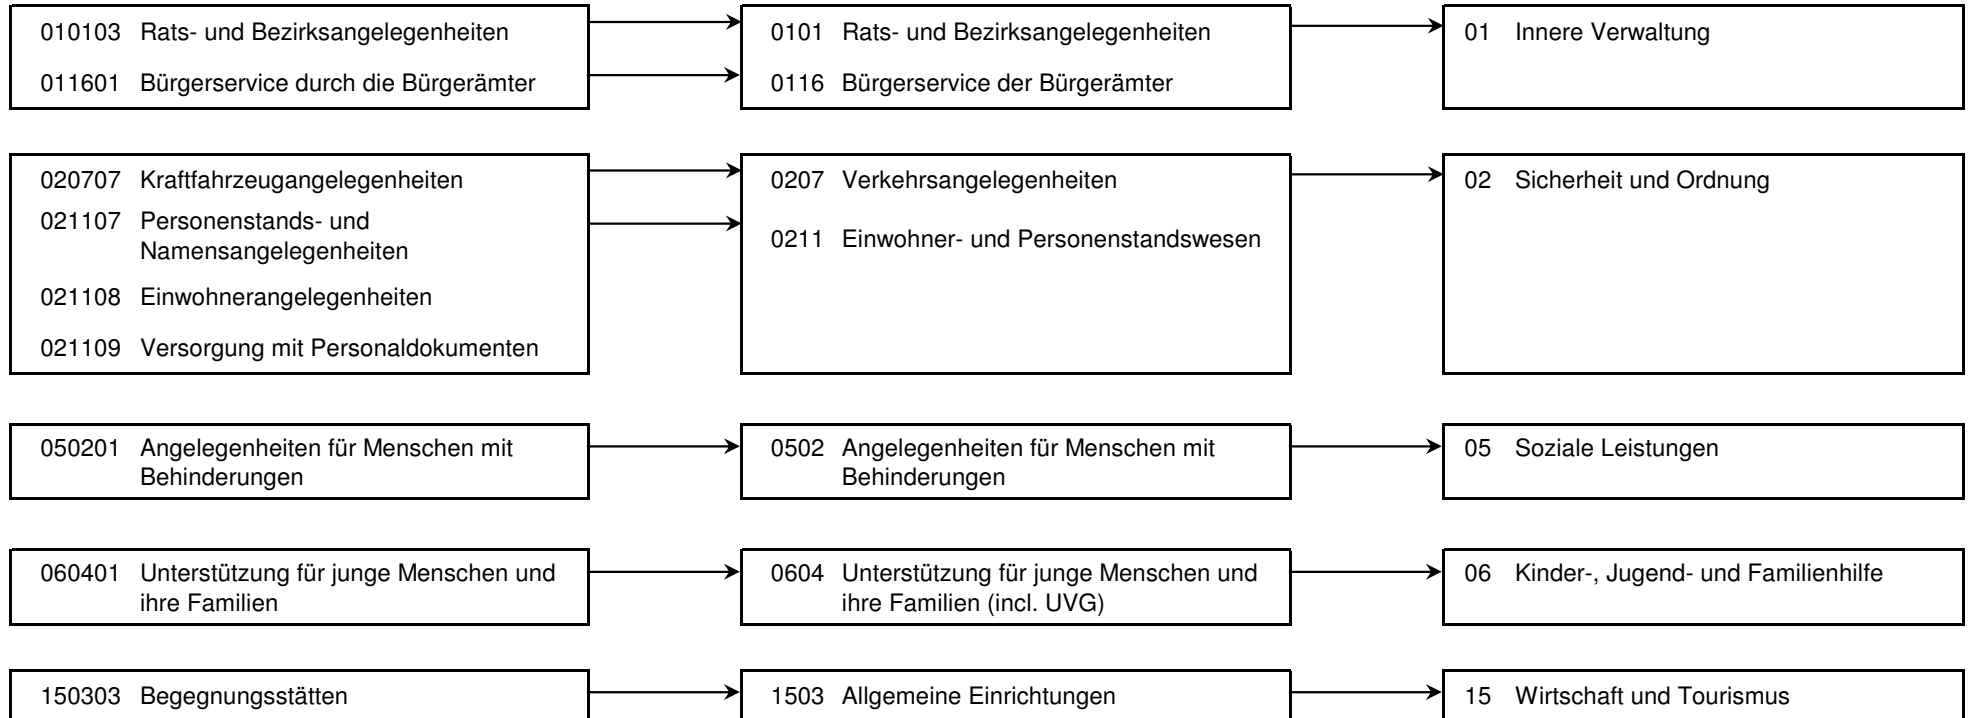 010103 Rats- und Bezirksangelegenheiten
0101 Rats- und Bezirksangelegenheiten
01 Innere Verwaltung
011601 Bürgerservice durch die Bürgerämter
0116 Bürgerservice der Bürgerämter
020707 Kraftfahrzeugangelegenheiten
021107 Personenstands- und
Namensangelegenheiten
021108 Einwohnerangelegenheiten
021109 Versorgung mit Personaldokumenten
0207 Verkehrsangelegenheiten
0211 Einwohner- und Personenstandswesen
02 Sicherheit und Ordnung
050201 Angelegenheiten für Menschen mit
Behinderungen
0502 Angelegenheiten für Menschen mit
Behinderungen
05 Soziale Leistungen
060401 Unterstützung für junge Menschen und
ihre Familien
0604 Unterstützung für junge Menschen und
ihre Familien (incl. UVG)
06 Kinder-, Jugend- und Familienhilfe
150303 Begegnungsstätten
1503 Allgemeine Einrichtungen
15 Wirtschaft und Tourismus